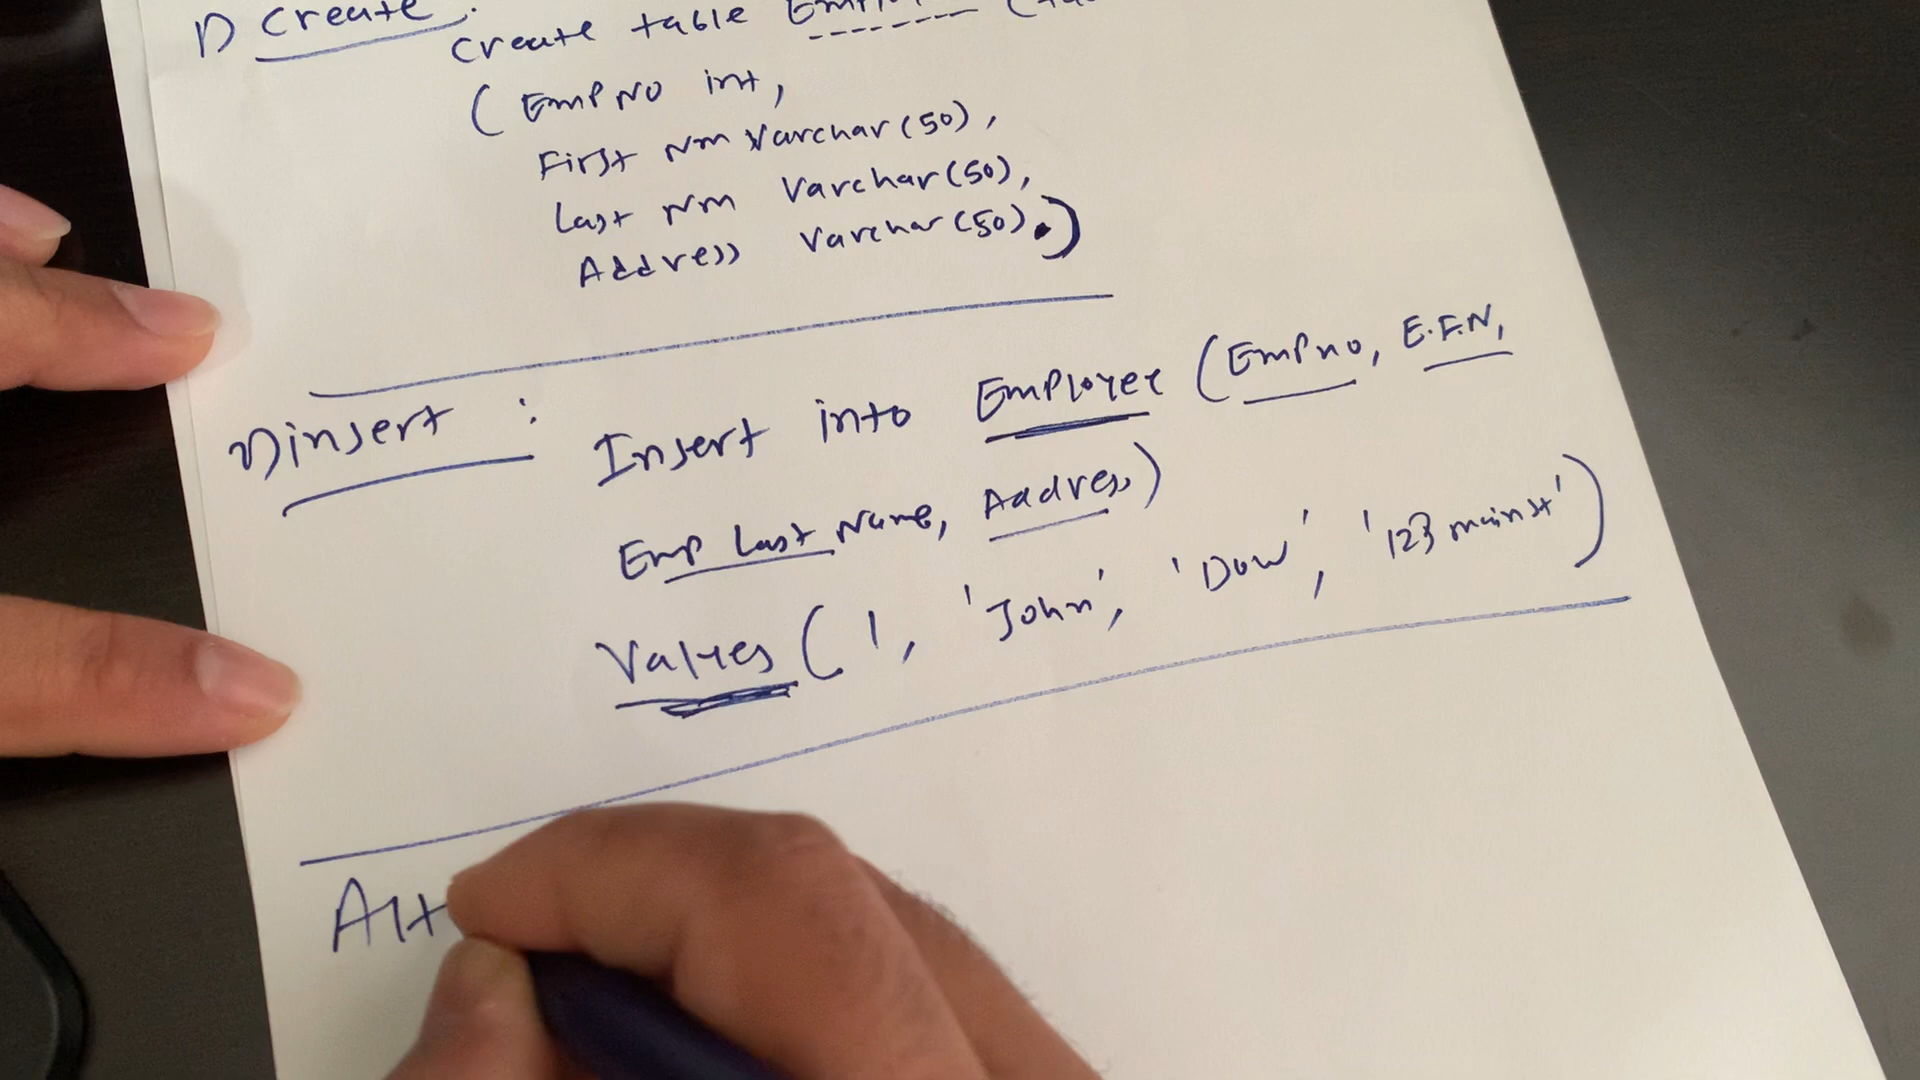 1) Create :
Create table
( EmpNo int,
First Nm Varchar (50),
Last Nm Varchar (50),
Address Varchar (50).)
2) insert : Insert into Employee (Empno, E.F.N,
Emp Last Name, Address)
Values ( 1, 'John', 'Dow', '123 main st' )
Alt